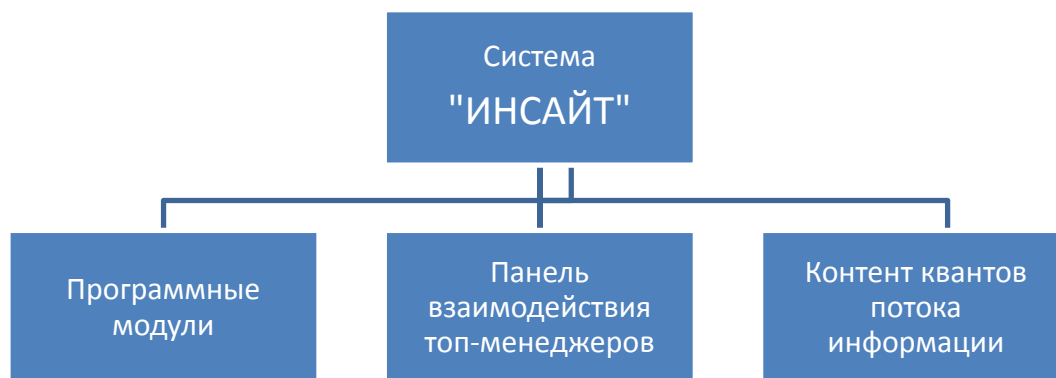 Система
"ИНСАЙТ"
Программные
модули
Панель
взаимодействия
топ-менеджеров
Контент квантов
потока
информации